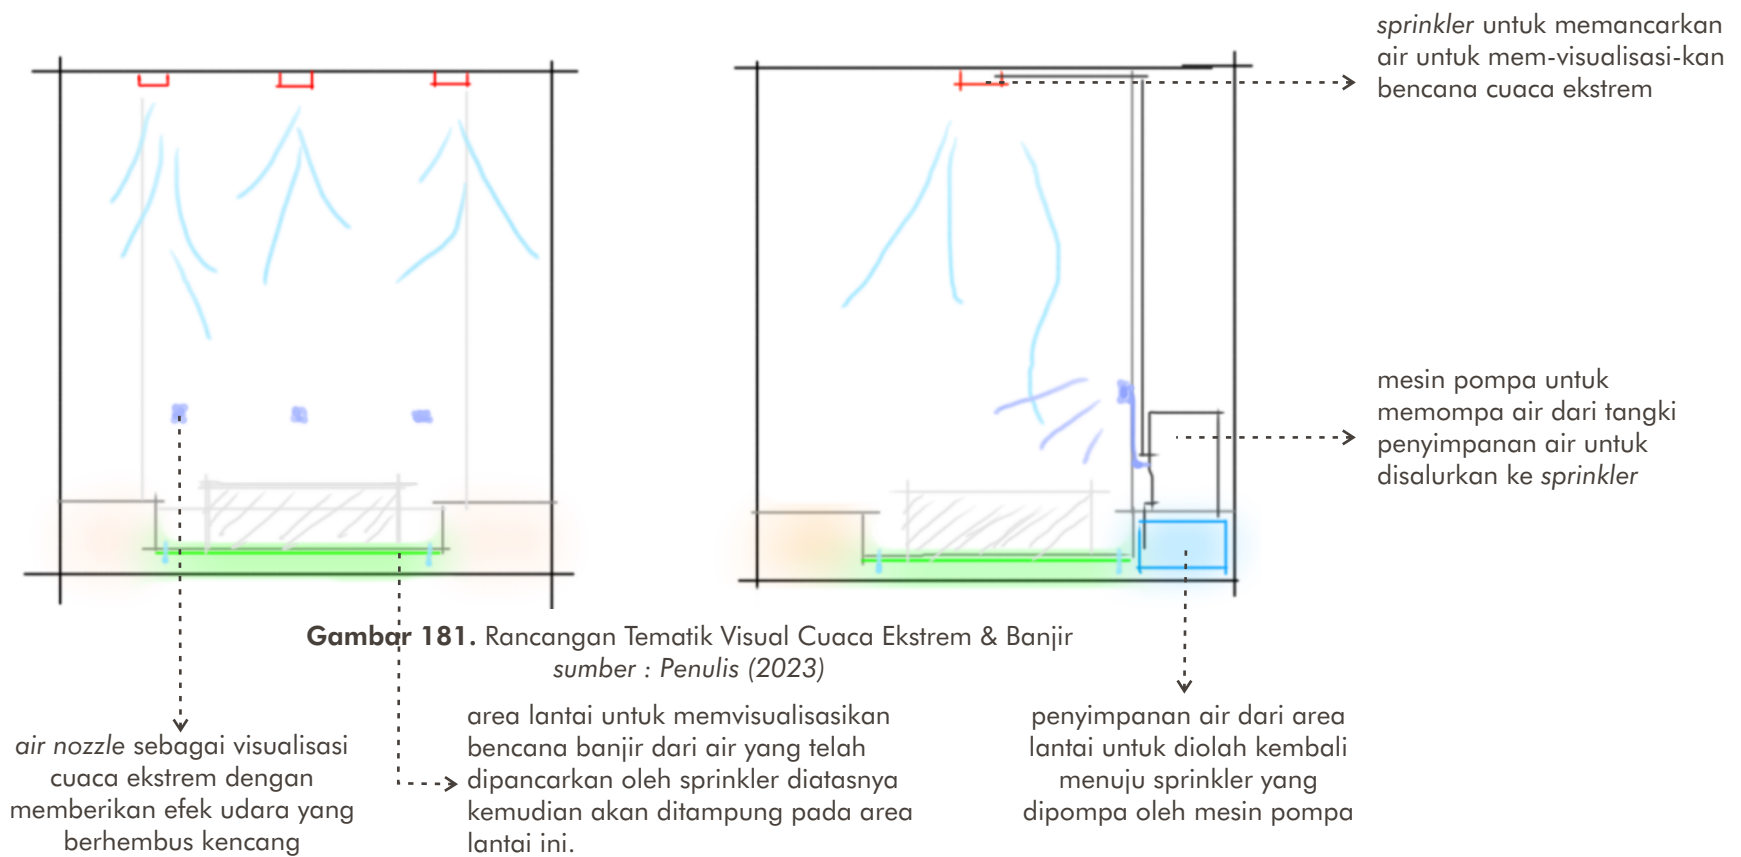 sprinkler untuk memancarkan
air untuk mem-visualisasi-kan
bencana cuaca ekstrem
mesin pompa untuk
memompa air dari tangki
penyimpanan air untuk
disalurkan ke sprinkler
Gambar 181. Rancangan Tematik Visual Cuaca Ekstrem & Banjir
sumber : Penulis (2023)
air nozzle sebagai visualisasi
cuaca ekstrem dengan
memberikan efek udara yang
berhembus kencang
area lantai untuk memvisualisasikan
bencana banjir dari air yang telah
dipancarkan oleh sprinkler diatasnya
kemudian akan ditampung pada area
lantai ini.
penyimpanan air dari area
lantai untuk diolah kembali
menuju sprinkler yang
dipompa oleh mesin pompa